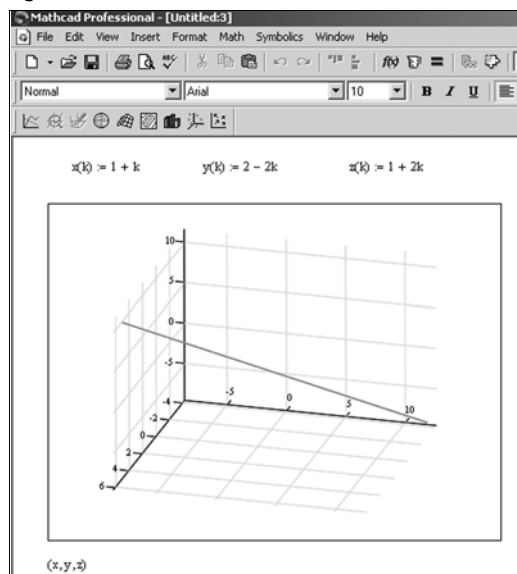 Mathcad Professional - [Untitled:3]
File Edit View Insert Format Math Symbolics Window Help
Normal Arial 10 B I U
x(k) := 1 + k y(k) := 2 − 2k z(k) := 1 + 2k
10
5
0
-5
-4
-2
0
2
4
6
-5
0
5
10
(x,y,z)